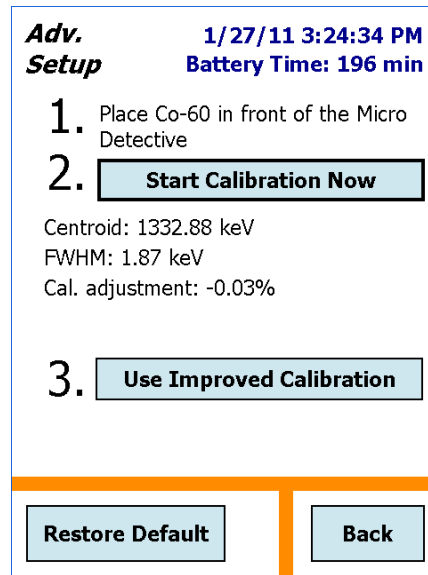 Adv. 1/27/11 3:24:34 PM
Setup Battery Time: 196 min
1. Place Co-60 in front of the Micro
Detective
2. Start Calibration Now
Centroid: 1332.88 keV
FWHM: 1.87 keV
Cal. adjustment: -0.03%
3. Use Improved Calibration
Restore Default Back